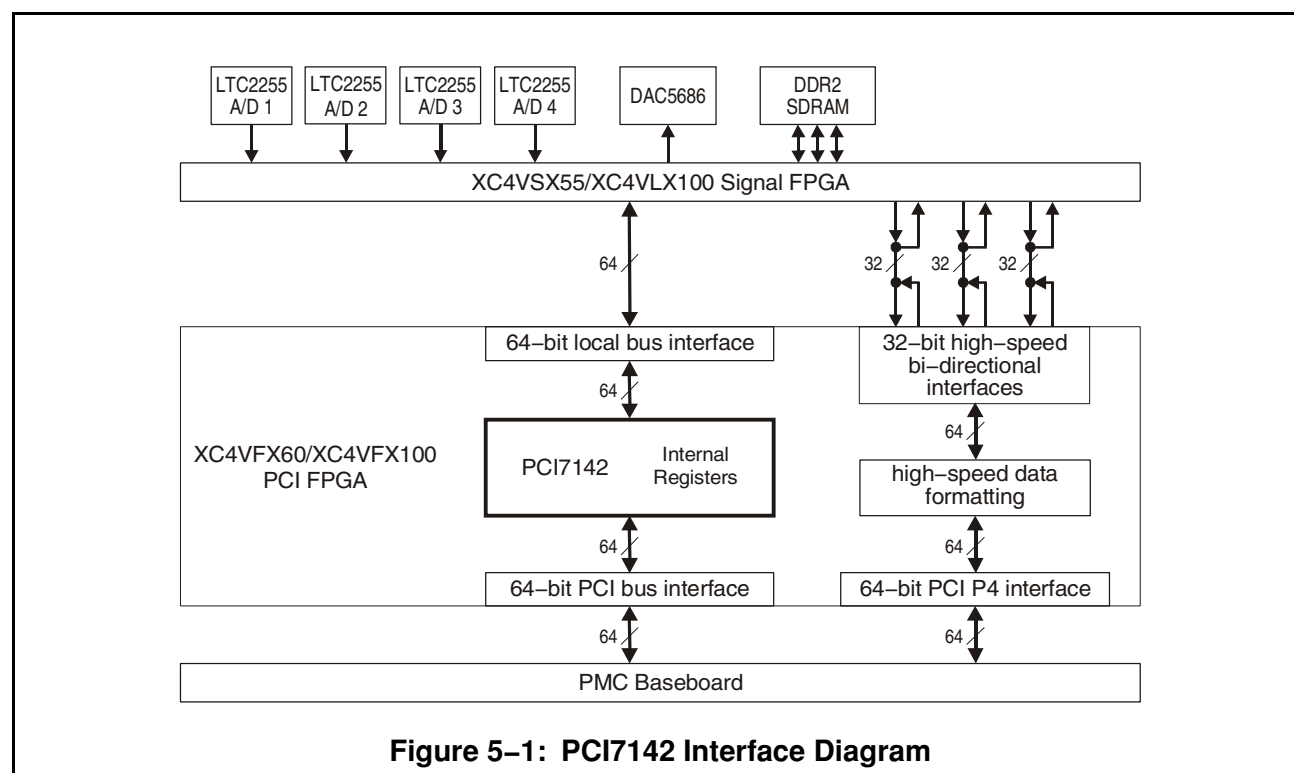 LTC2255
A/D 1
LTC2255
A/D 2
LTC2255
A/D 3
LTC2255
A/D 4
DAC5686
DDR2
SDRAM
XC4VSX55/XC4VLX100 Signal FPGA
64
32
32
32
64−bit local bus interface
32−bit high−speed
bi−directional
interfaces
64
64
XC4VFX60/XC4VFX100
PCI FPGA
PCI7142
Internal
Registers
high−speed data
formatting
64
64
64−bit PCI bus interface
64−bit PCI P4 interface
64
64
PMC Baseboard
Figure 5−1: PCI7142 Interface Diagram